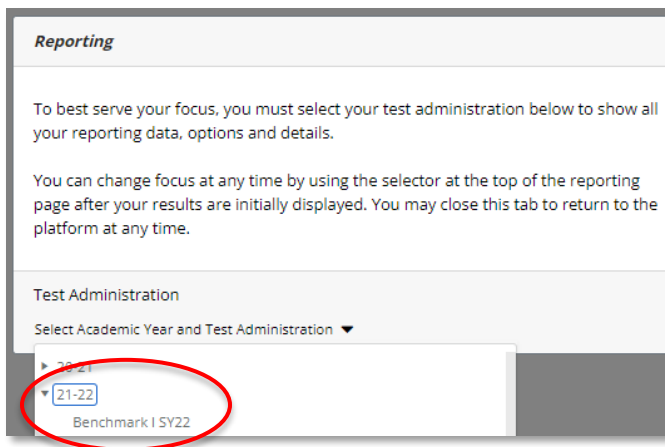 Reporting
To best serve your focus, you must select your test administration below to show all
your reporting data, options and details.
You can change focus at any time by using the selector at the top of the reporting
page after your results are initially displayed. You may close this tab to return to the
platform at any time.
Test Administration
Select Academic Year and Test Administration
20-21
21-22
Benchmark I SY22